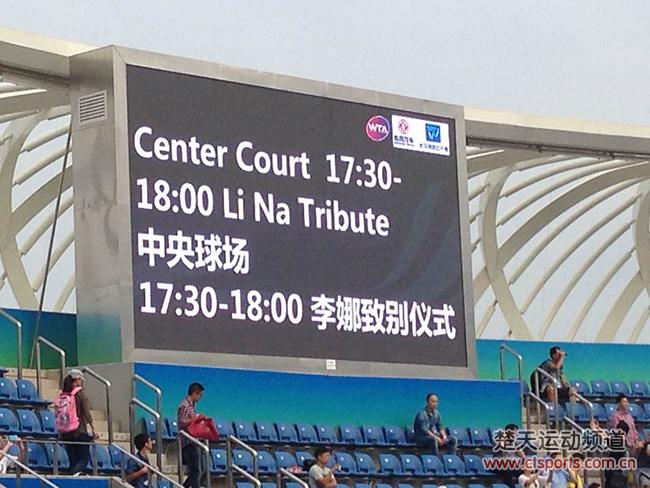 WTA
Center Court 17:30-
18:00 Li Na Tribute
中央球场
17:30-18:00 李娜致别仪式
楚天运动频道
www.cisports.com.cn